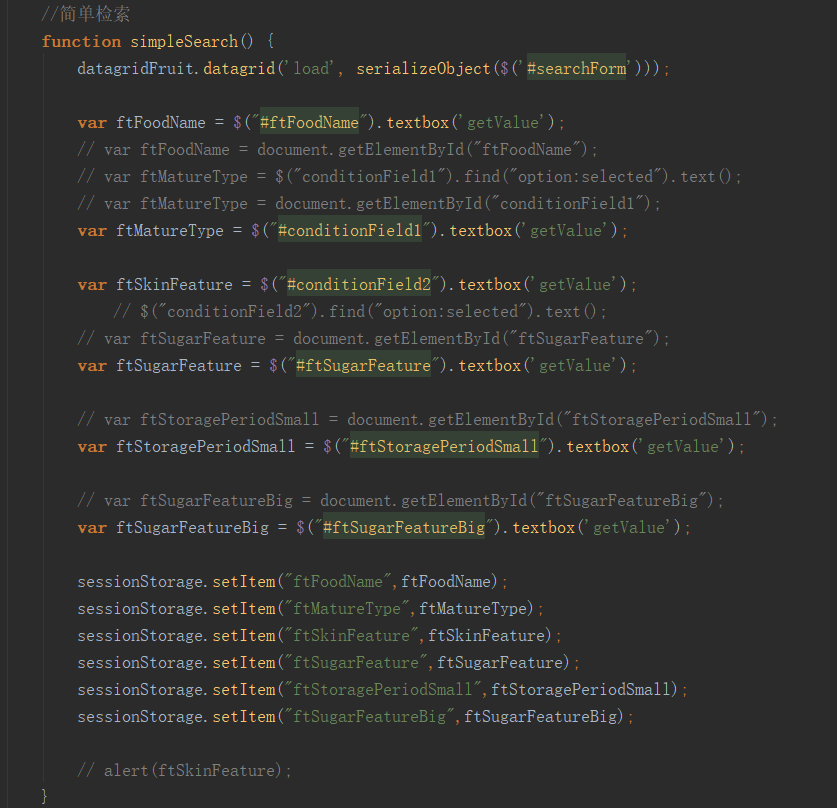 //简单检索
function simpleSearch() {
datagridFruit.datagrid('load', serializeObject($('#searchForm')));
var ftFoodName = $("#ftFoodName").textbox('getValue');
// var ftFoodName = document.getElementById("ftFoodName");
// var ftMatureType = $("conditionField1").find("option:selected").text();
// var ftMatureType = document.getElementById("conditionField1");
var ftMatureType = $("#conditionField1").textbox('getValue');
var ftSkinFeature = $("#conditionField2").textbox('getValue');
// $("conditionField2").find("option:selected").text();
// var ftSugarFeature = document.getElementById("ftSugarFeature");
var ftSugarFeature = $("#ftSugarFeature").textbox('getValue');
// var ftStoragePeriodSmall = document.getElementById("ftStoragePeriodSmall");
var ftStoragePeriodSmall = $("#ftStoragePeriodSmall").textbox('getValue');
// var ftSugarFeatureBig = document.getElementById("ftSugarFeatureBig");
var ftSugarFeatureBig = $("#ftSugarFeatureBig").textbox('getValue');
sessionStorage.setItem("ftFoodName",ftFoodName);
sessionStorage.setItem("ftMatureType",ftMatureType);
sessionStorage.setItem("ftSkinFeature",ftSkinFeature);
sessionStorage.setItem("ftSugarFeature",ftSugarFeature);
sessionStorage.setItem("ftStoragePeriodSmall",ftStoragePeriodSmall);
sessionStorage.setItem("ftSugarFeatureBig",ftSugarFeatureBig);
// alert(ftSkinFeature);
}